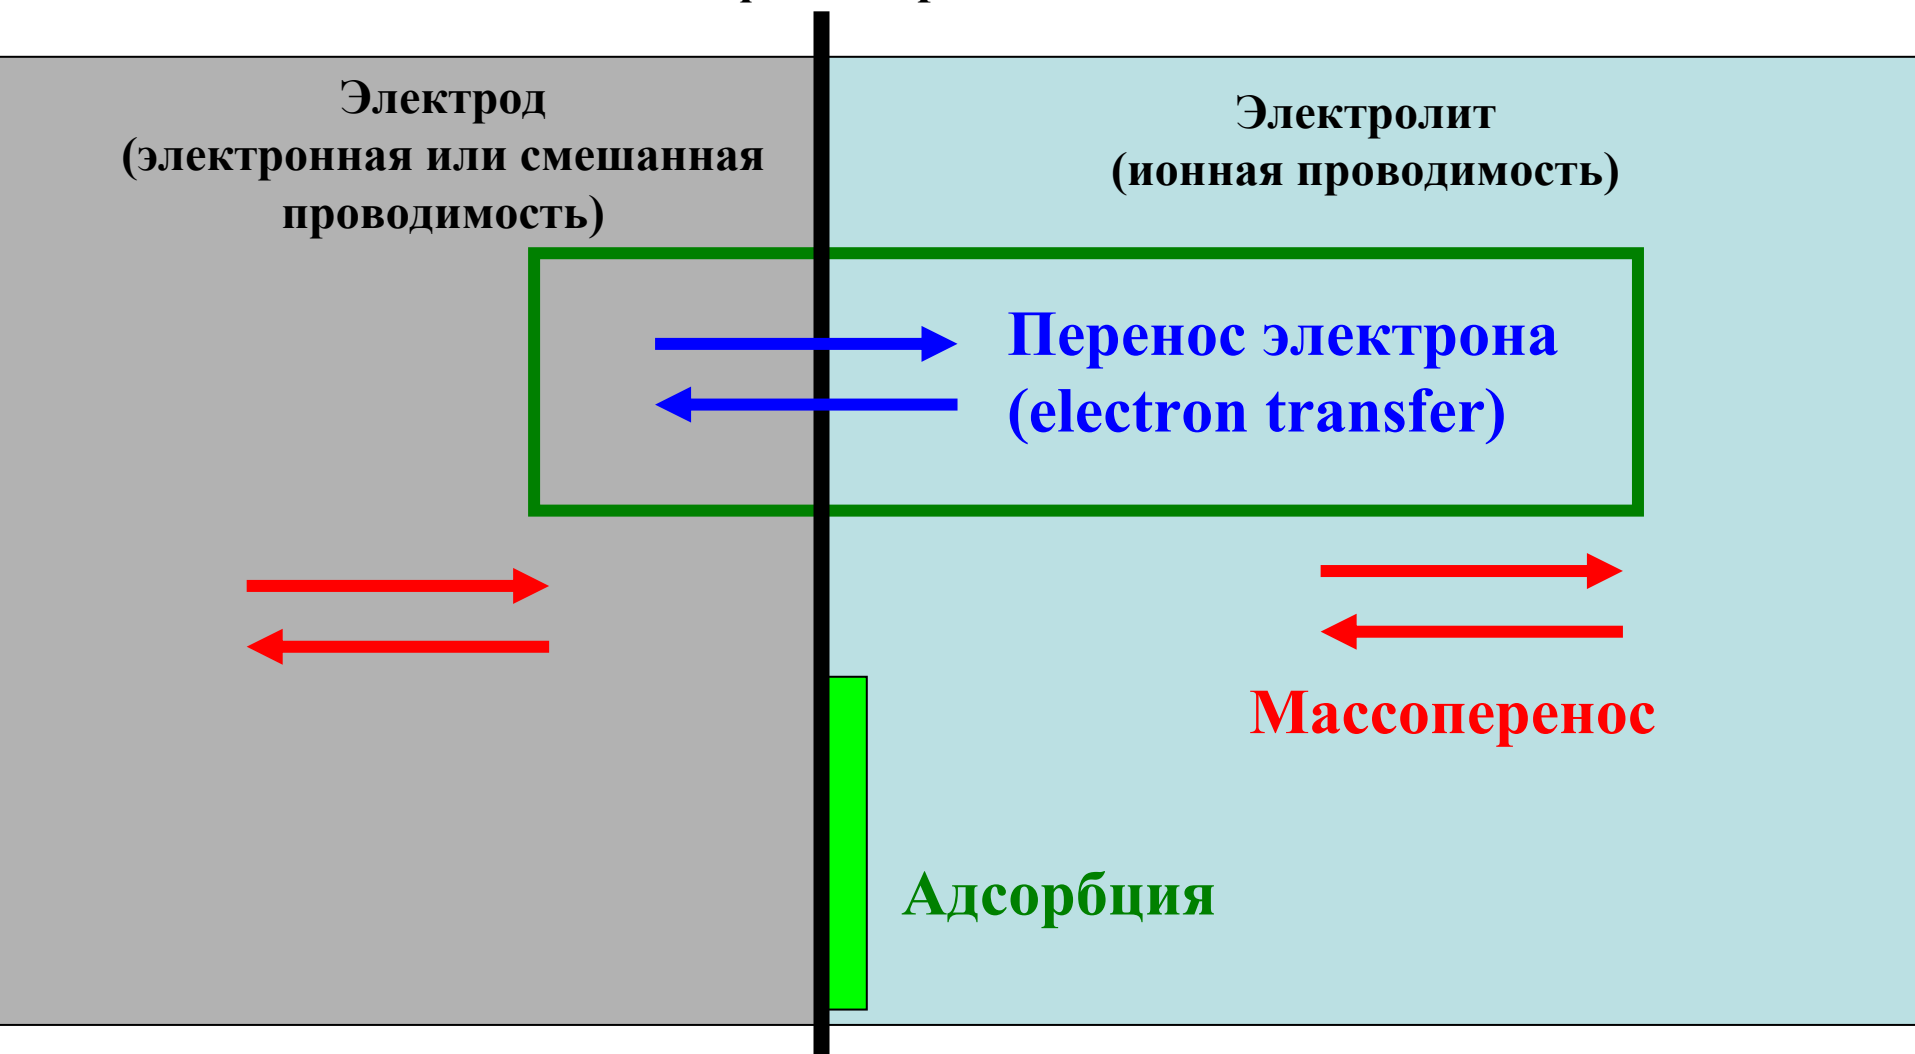 Электрод
(электронная или смешанная
проводимость)
Электролит
(ионная проводимость)
Перенос электрона
(electron transfer)
Массоперенос
Адсорбция